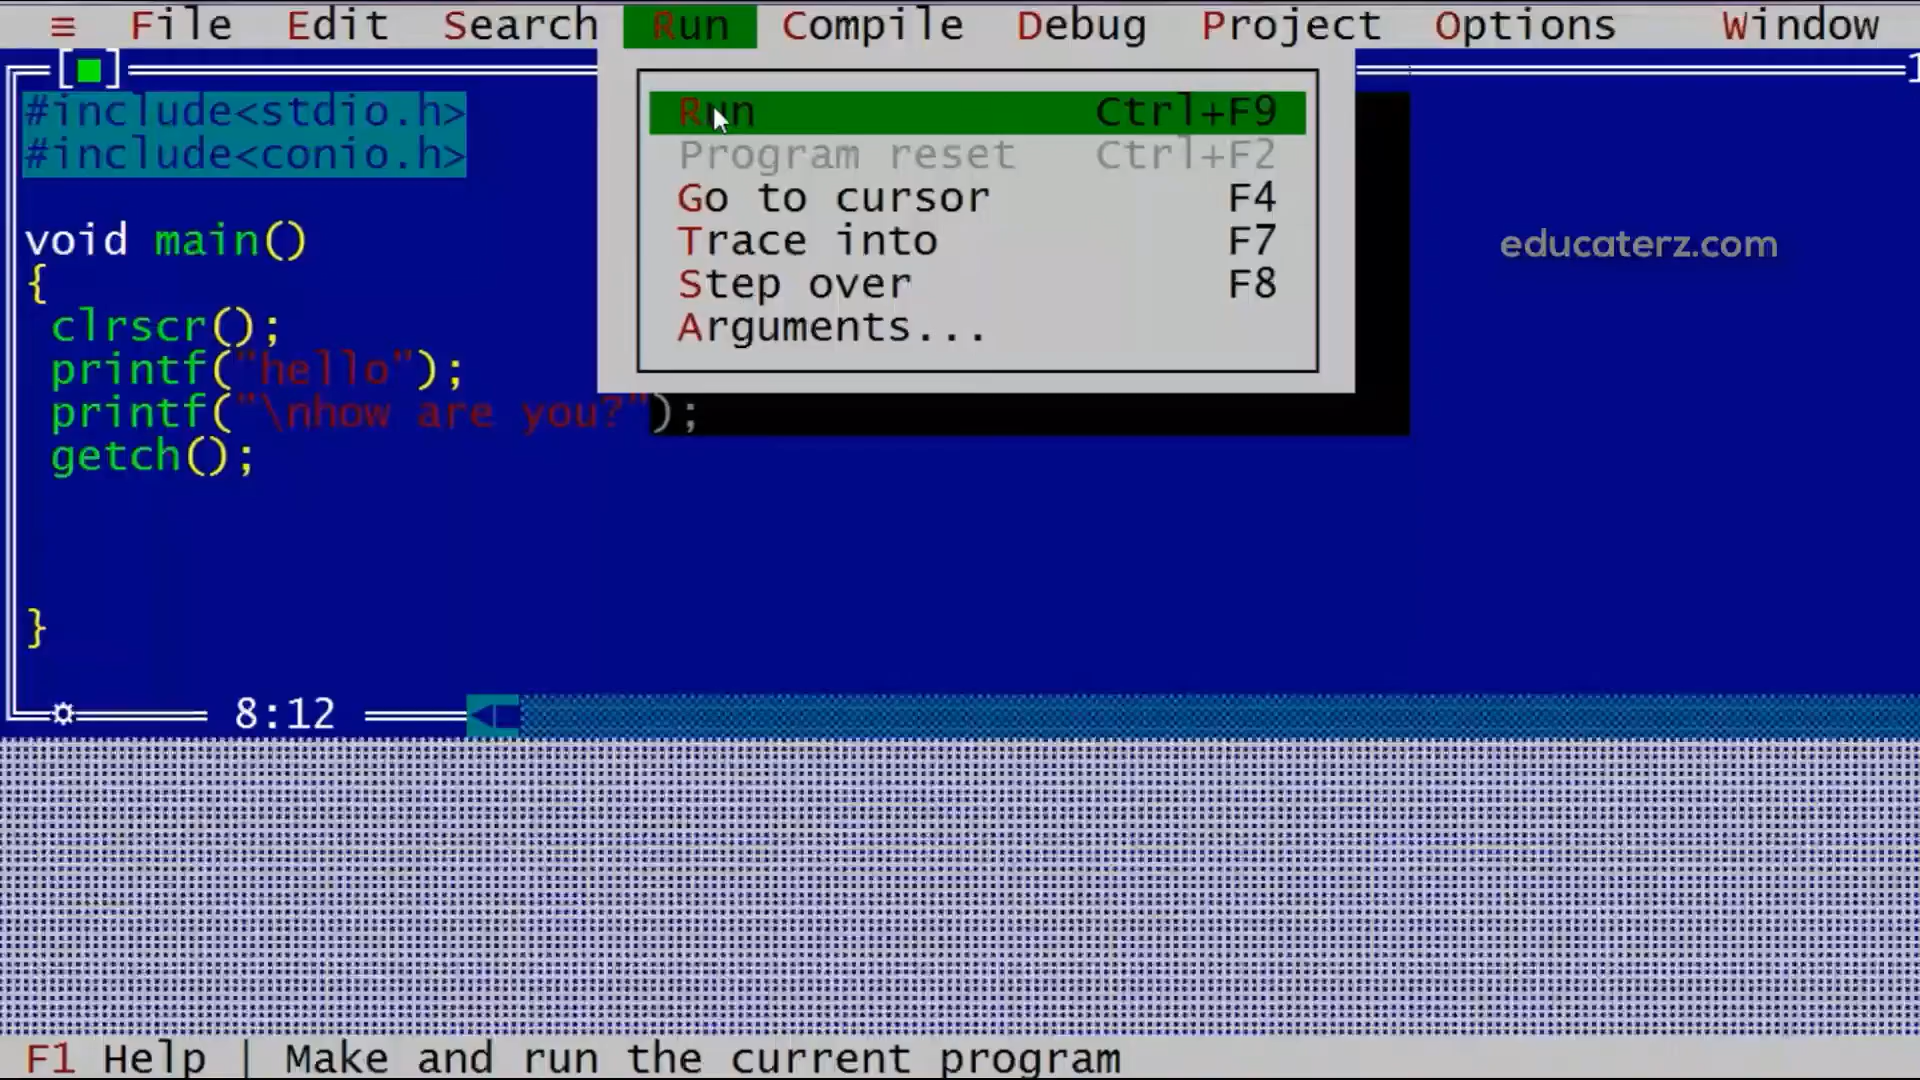 ≡ File Edit Search Run Compile Debug Project Options Window
[■] 1
#include<stdio.h>
#include<conio.h>
void main()
{
clrscr();
printf("hello");
printf("\nhow are you?");
getch();
}
8:12
Run Ctrl+F9
Program reset Ctrl+F2
Go to cursor F4
Trace into F7
Step over F8
Arguments...
educaterz.com
F1 Help | Make and run the current program